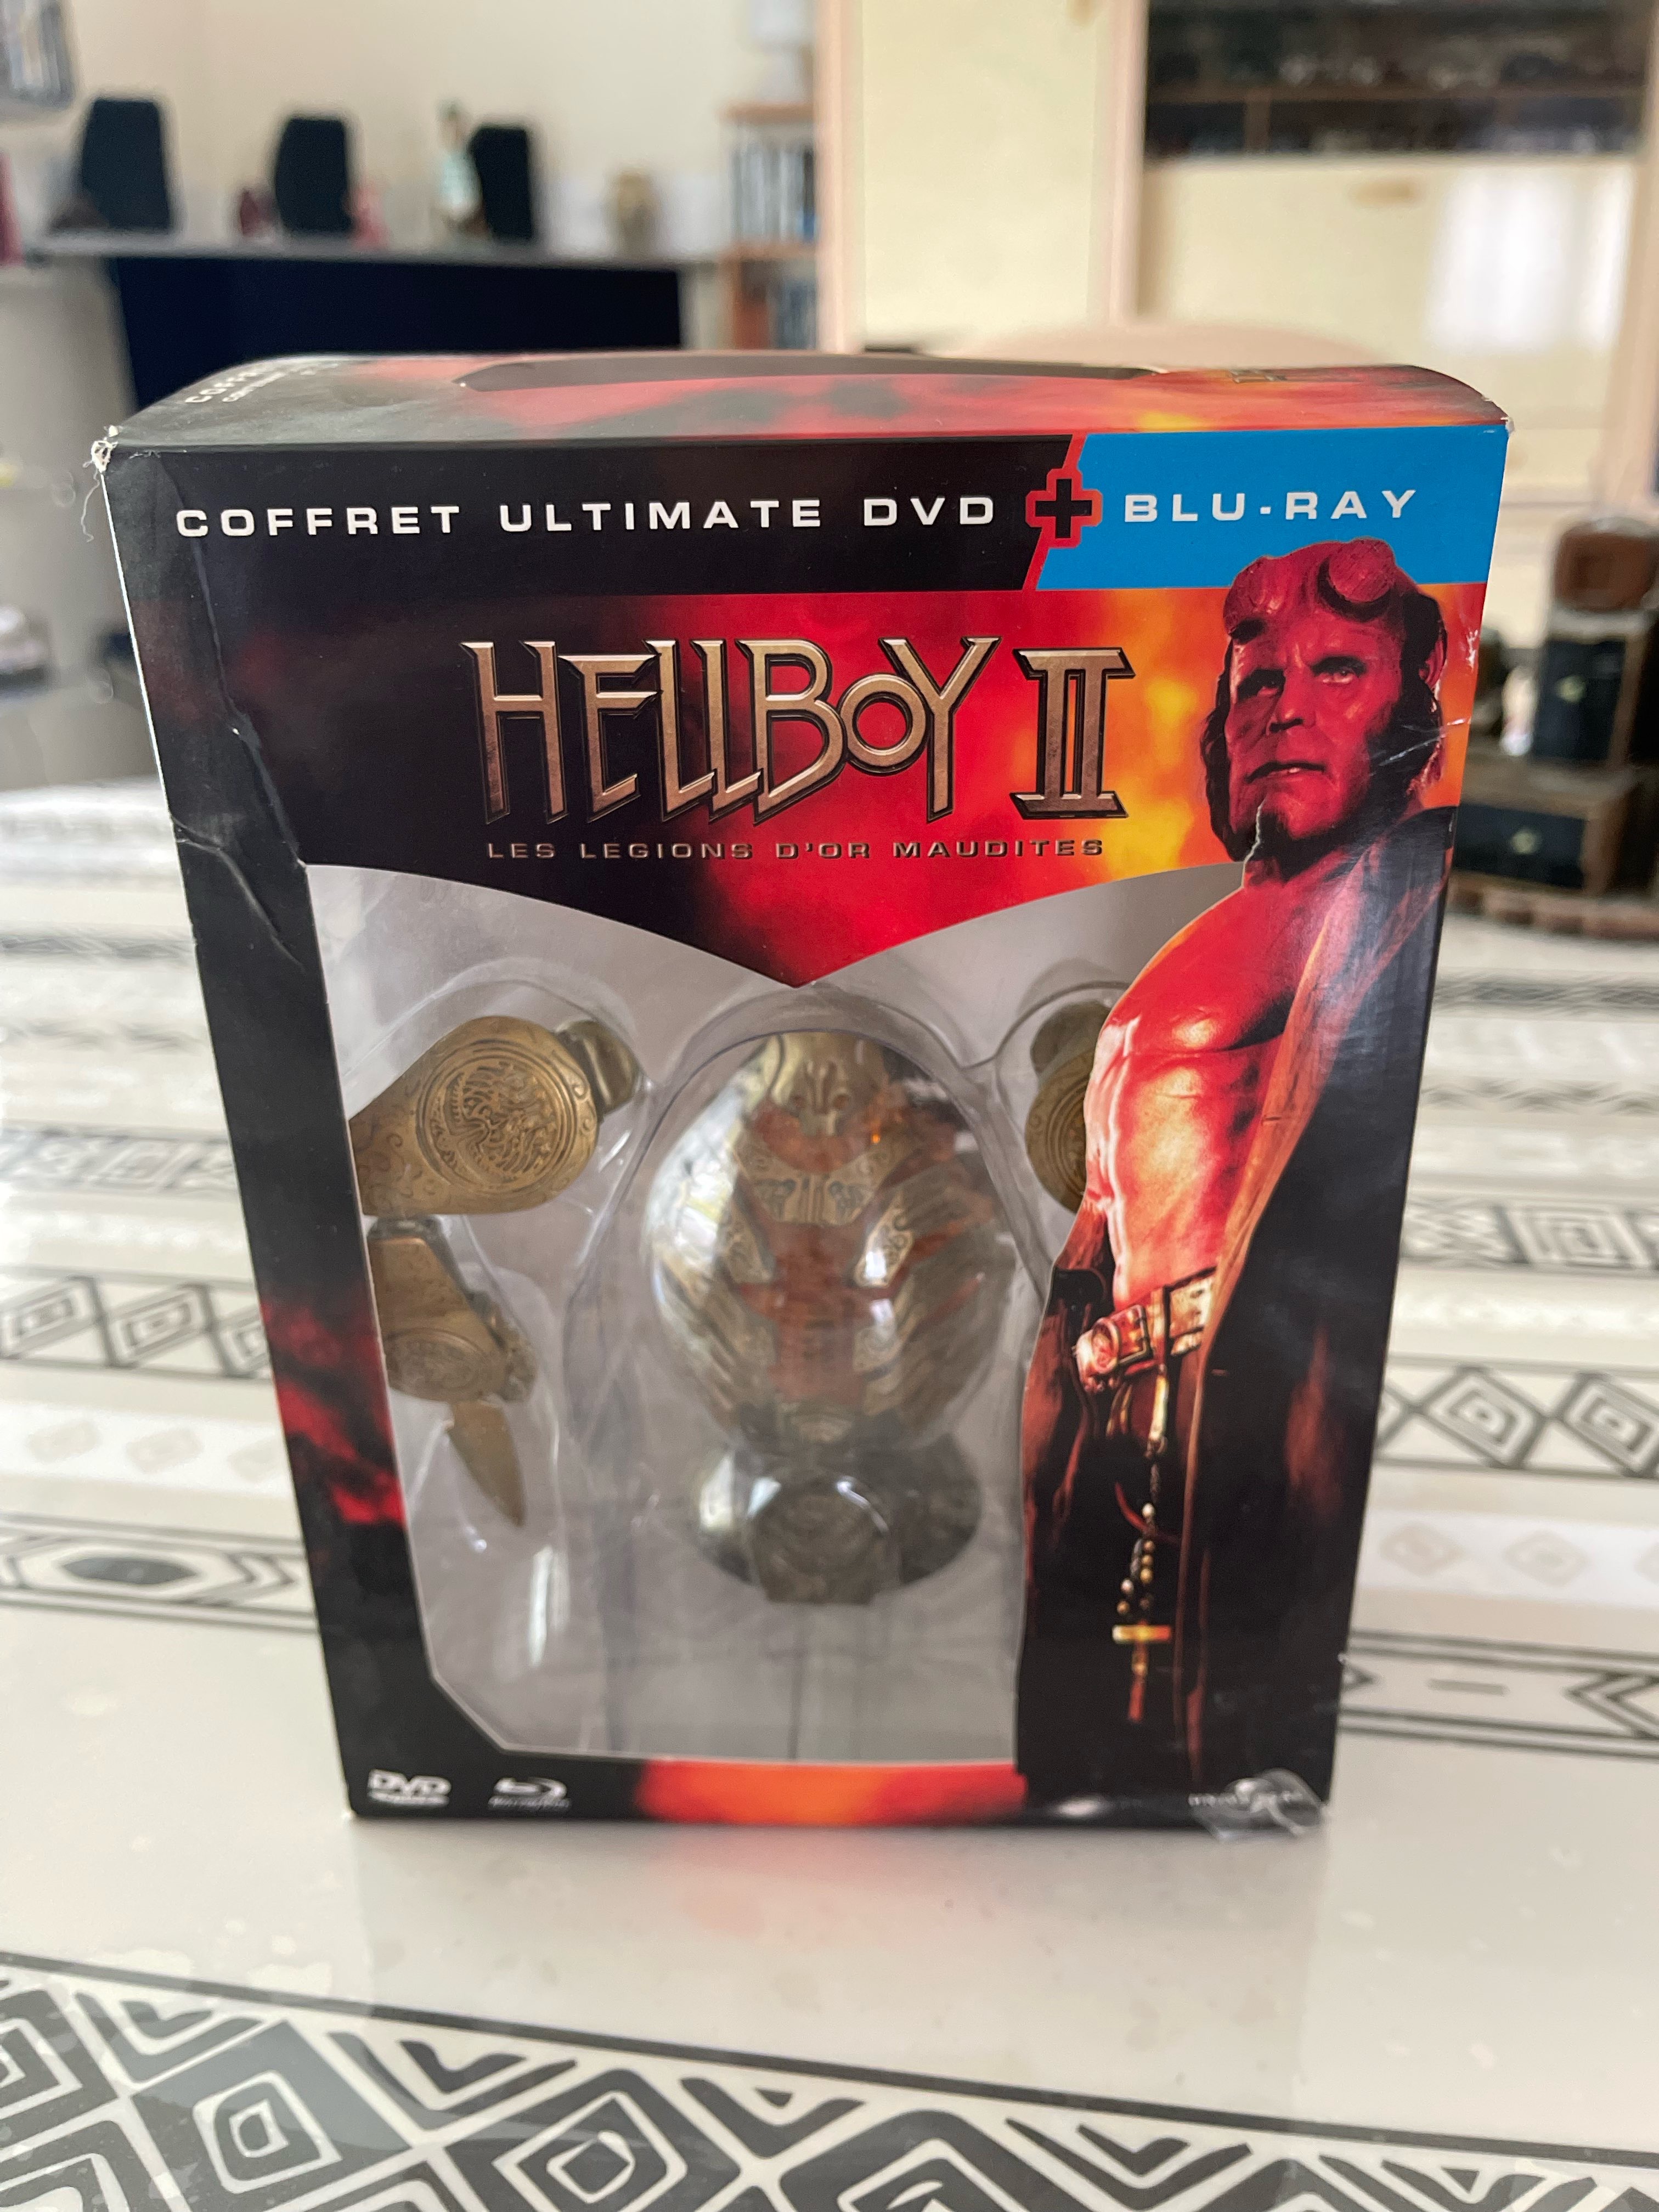 COFFRET ULTIMATE DVD + BLU-RAY
HELLBOY II
LES LEGIONS D'OR MAUDITES
DVD